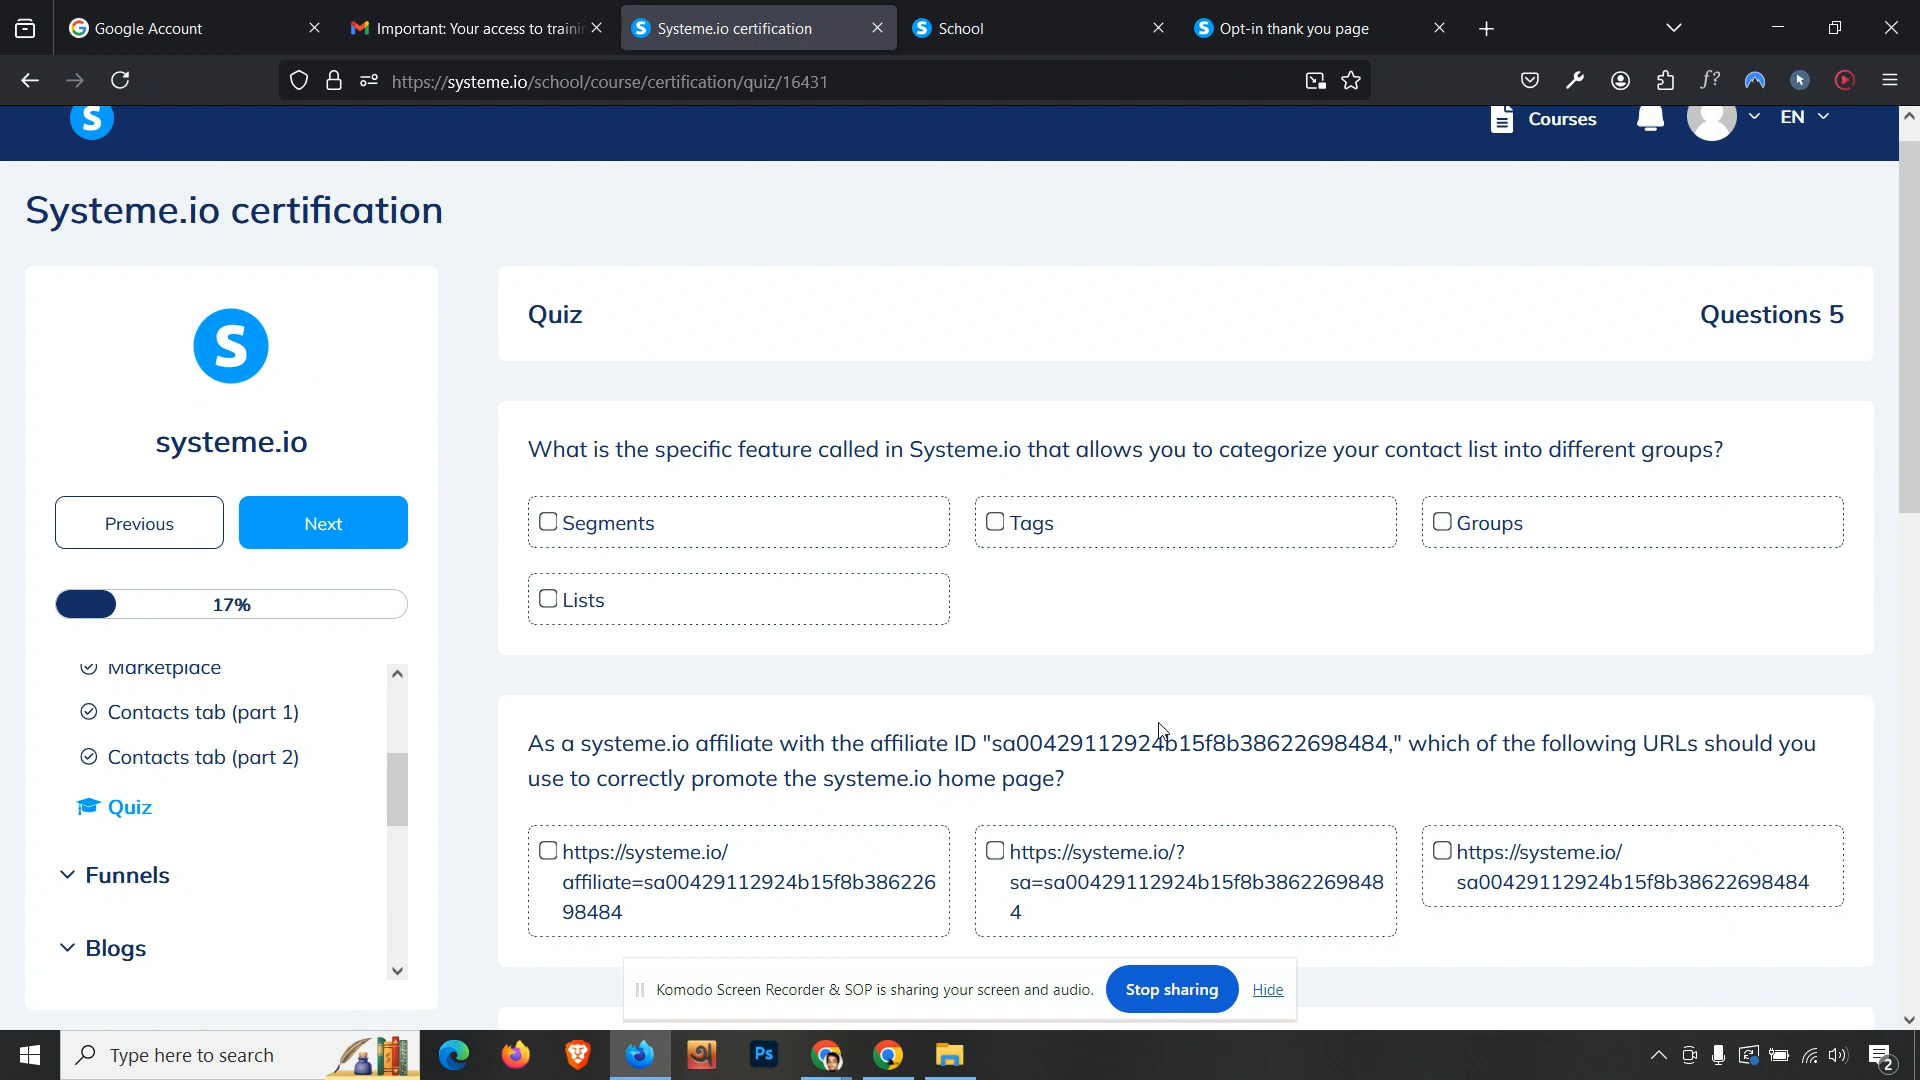 Google Account
Important: Your access to traini
Systeme.io certification
School
Opt-in thank you page
https://systeme.io/school/course/certification/quiz/16431
Courses
EN
Systeme.io certification
systeme.io
Previous
Next
17%
Marketplace
Contacts tab (part 1)
Contacts tab (part 2)
Quiz
Funnels
Blogs
Quiz
Questions 5
What is the specific feature called in Systeme.io that allows you to categorize your contact list into different groups?
Segments
Tags
Groups
Lists
As a systeme.io affiliate with the affiliate ID "sa00429112924b15f8b38622698484," which of the following URLs should you
use to correctly promote the systeme.io home page?
https://systeme.io/
affiliate=sa00429112924b15f8b386226
98484
https://systeme.io/?
sa=sa00429112924b15f8b3862269848
4
https://systeme.io/
sa00429112924b15f8b38622698484
Komodo Screen Recorder & SOP is sharing your screen and audio.
Stop sharing
Hide
Type here to search
Ps
2